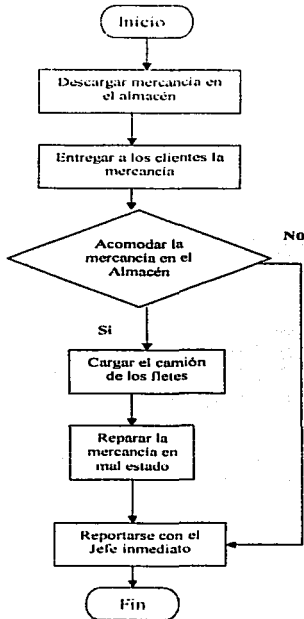 Inicio
Descargar mercancía en
el almacén
Entregar a los clientes la
mercancía
Acomodar la
mercancía en el
Almacén
No
Si
Cargar el camión
de los fletes
Reparar la
mercancía en
mal estado
Reportarse con el
Jefe inmediato
Fin